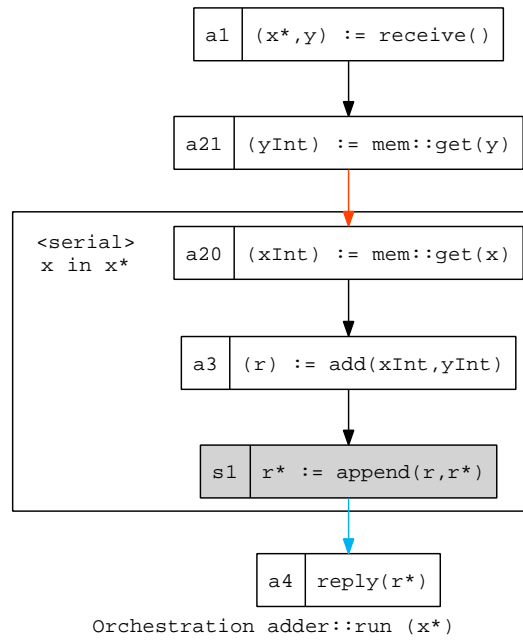 a1 (x*,y) := receive()
a21 (yInt) := mem::get(y)
<serial>
x in x*
a20 (xInt) := mem::get(x)
a3 (r) := add(xInt,yInt)
s1 r* := append(r,r*)
a4 reply(r*)
Orchestration adder::run (x*)